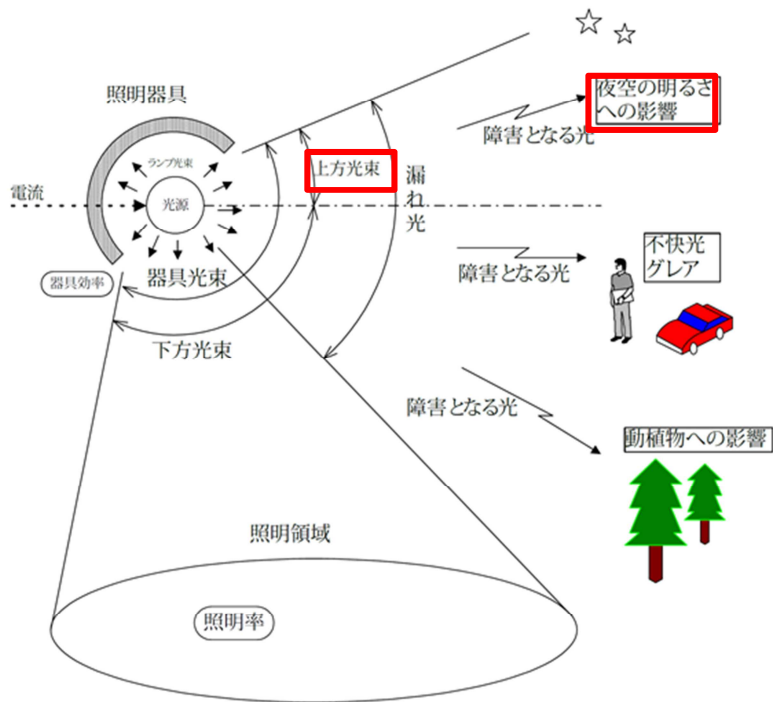 照明器具
夜空の明るさ
への影響
障害となる光
ランプ光束
上方光束
漏れ光
電流
光源
不快光
グレア
障害となる光
器具効率
器具光束
下方光束
障害となる光
動植物への影響
照明領域
照明率